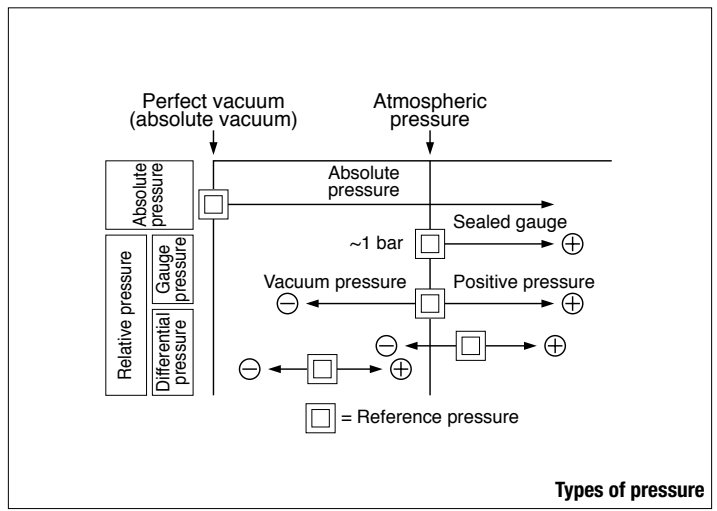 Perfect vacuum
(absolute vacuum)
Atmospheric
pressure
Absolute
pressure
Absolute
pressure
Sealed gauge
~1 bar
⊕
Relative pressure
Gauge
pressure
Vacuum pressure
Positive pressure
⊖
⊕
Differential
pressure
⊖
⊕
⊖
⊕
= Reference pressure
Types of pressure